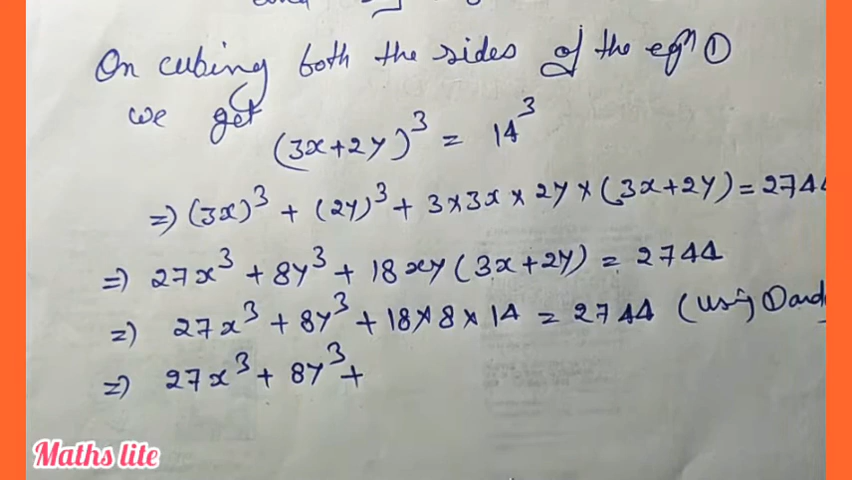 On cubing both the sides of the eqn ①
we get
(3x+2y)³ = 14³
⇒) (3x)³ + (2y)³ + 3×3x × 2y × (3x+2y) = 2744
⇒) 27x³ + 8y³ + 18xy (3x+2y) = 2744
⇒) 27x³ + 8y³ + 18×8×14 = 2744 (Using ① and
⇒) 27x³ + 8y³ +
Maths lite